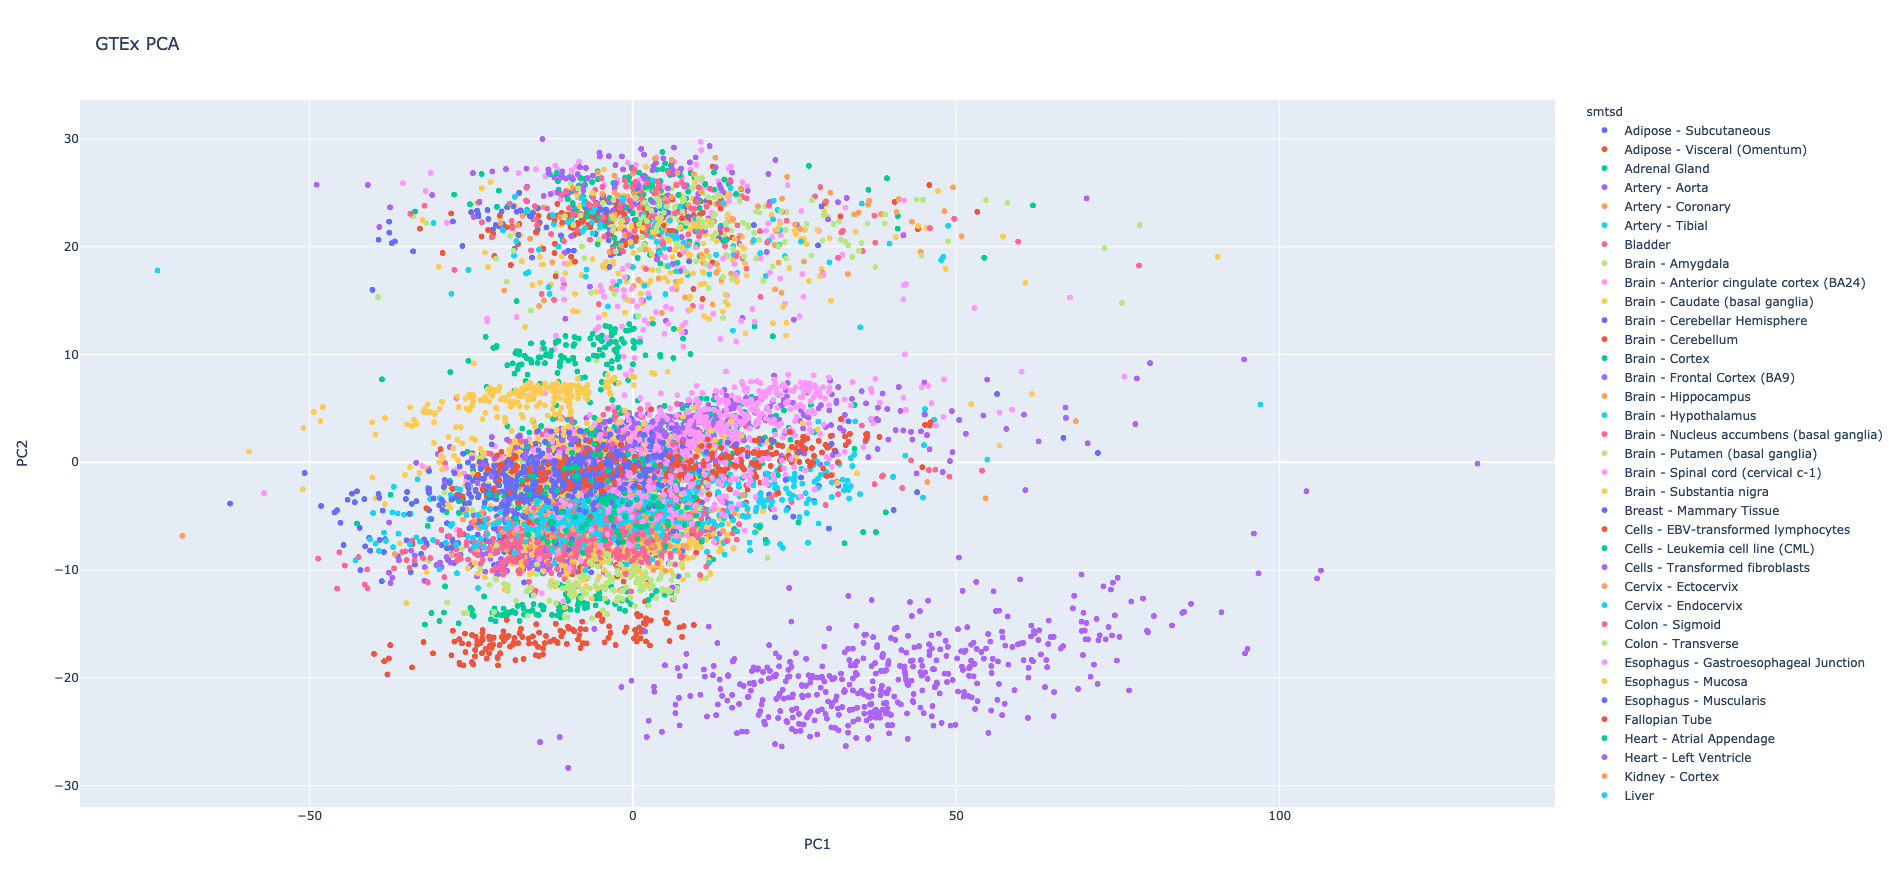 GTEx PCA
30
20
10
0
−10
−20
−30
PC2
−50
0
50
100
PC1
smtsd
Adipose - Subcutaneous
Adipose - Visceral (Omentum)
Adrenal Gland
Artery - Aorta
Artery - Coronary
Artery - Tibial
Bladder
Brain - Amygdala
Brain - Anterior cingulate cortex (BA24)
Brain - Caudate (basal ganglia)
Brain - Cerebellar Hemisphere
Brain - Cerebellum
Brain - Cortex
Brain - Frontal Cortex (BA9)
Brain - Hippocampus
Brain - Hypothalamus
Brain - Nucleus accumbens (basal ganglia)
Brain - Putamen (basal ganglia)
Brain - Spinal cord (cervical c-1)
Brain - Substantia nigra
Breast - Mammary Tissue
Cells - EBV-transformed lymphocytes
Cells - Leukemia cell line (CML)
Cells - Transformed fibroblasts
Cervix - Ectocervix
Cervix - Endocervix
Colon - Sigmoid
Colon - Transverse
Esophagus - Gastroesophageal Junction
Esophagus - Mucosa
Esophagus - Muscularis
Fallopian Tube
Heart - Atrial Appendage
Heart - Left Ventricle
Kidney - Cortex
Liver